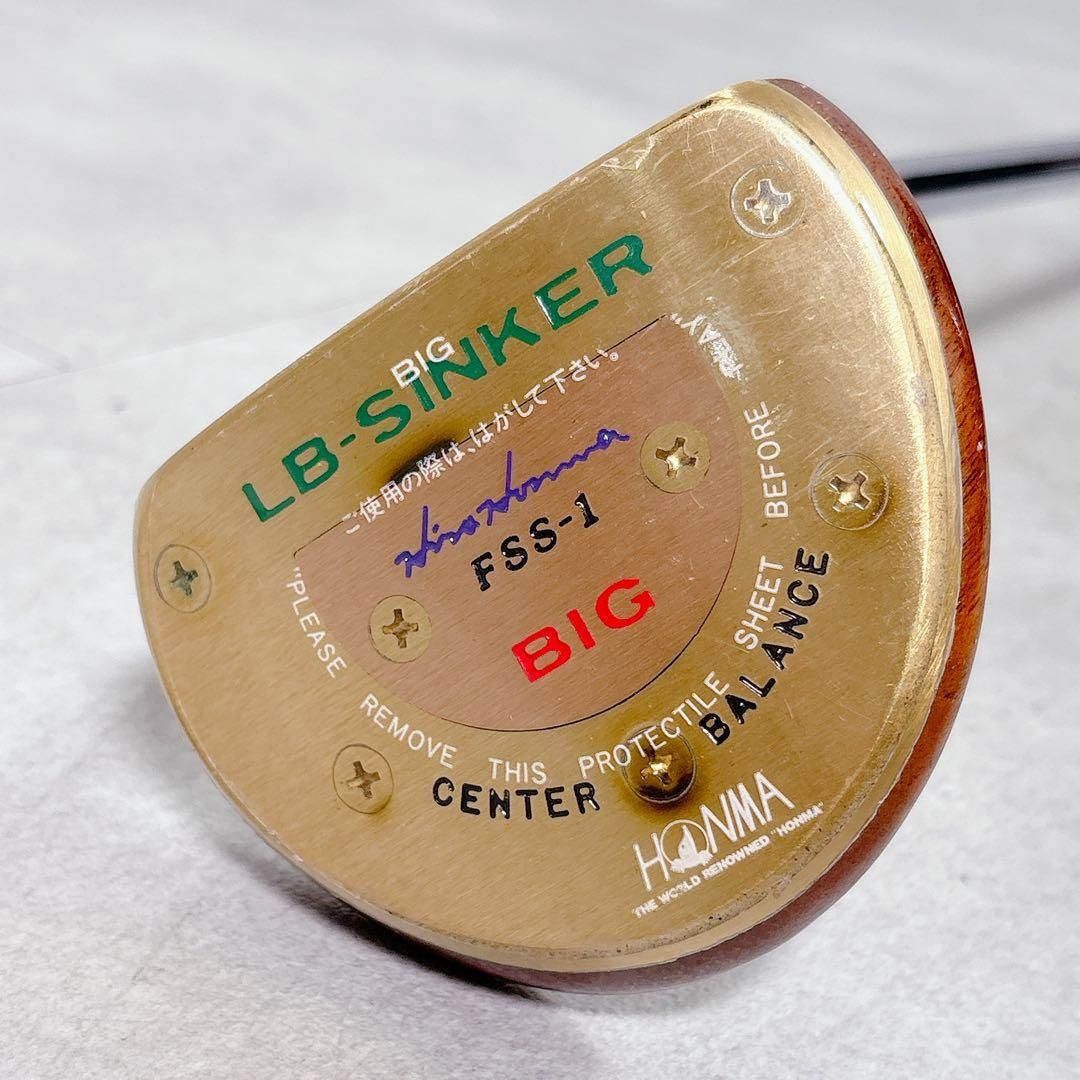 LB-SINKER
BIG
ご使用の際は、はがして下さい。
Hiro Honma
FSS-1
BIG
"PLEASE REMOVE THIS PROTECTILE SHEET BEFORE PLAY"
CENTER BALANCE
HONMA
THE WORLD RENOWNED "HONMA"